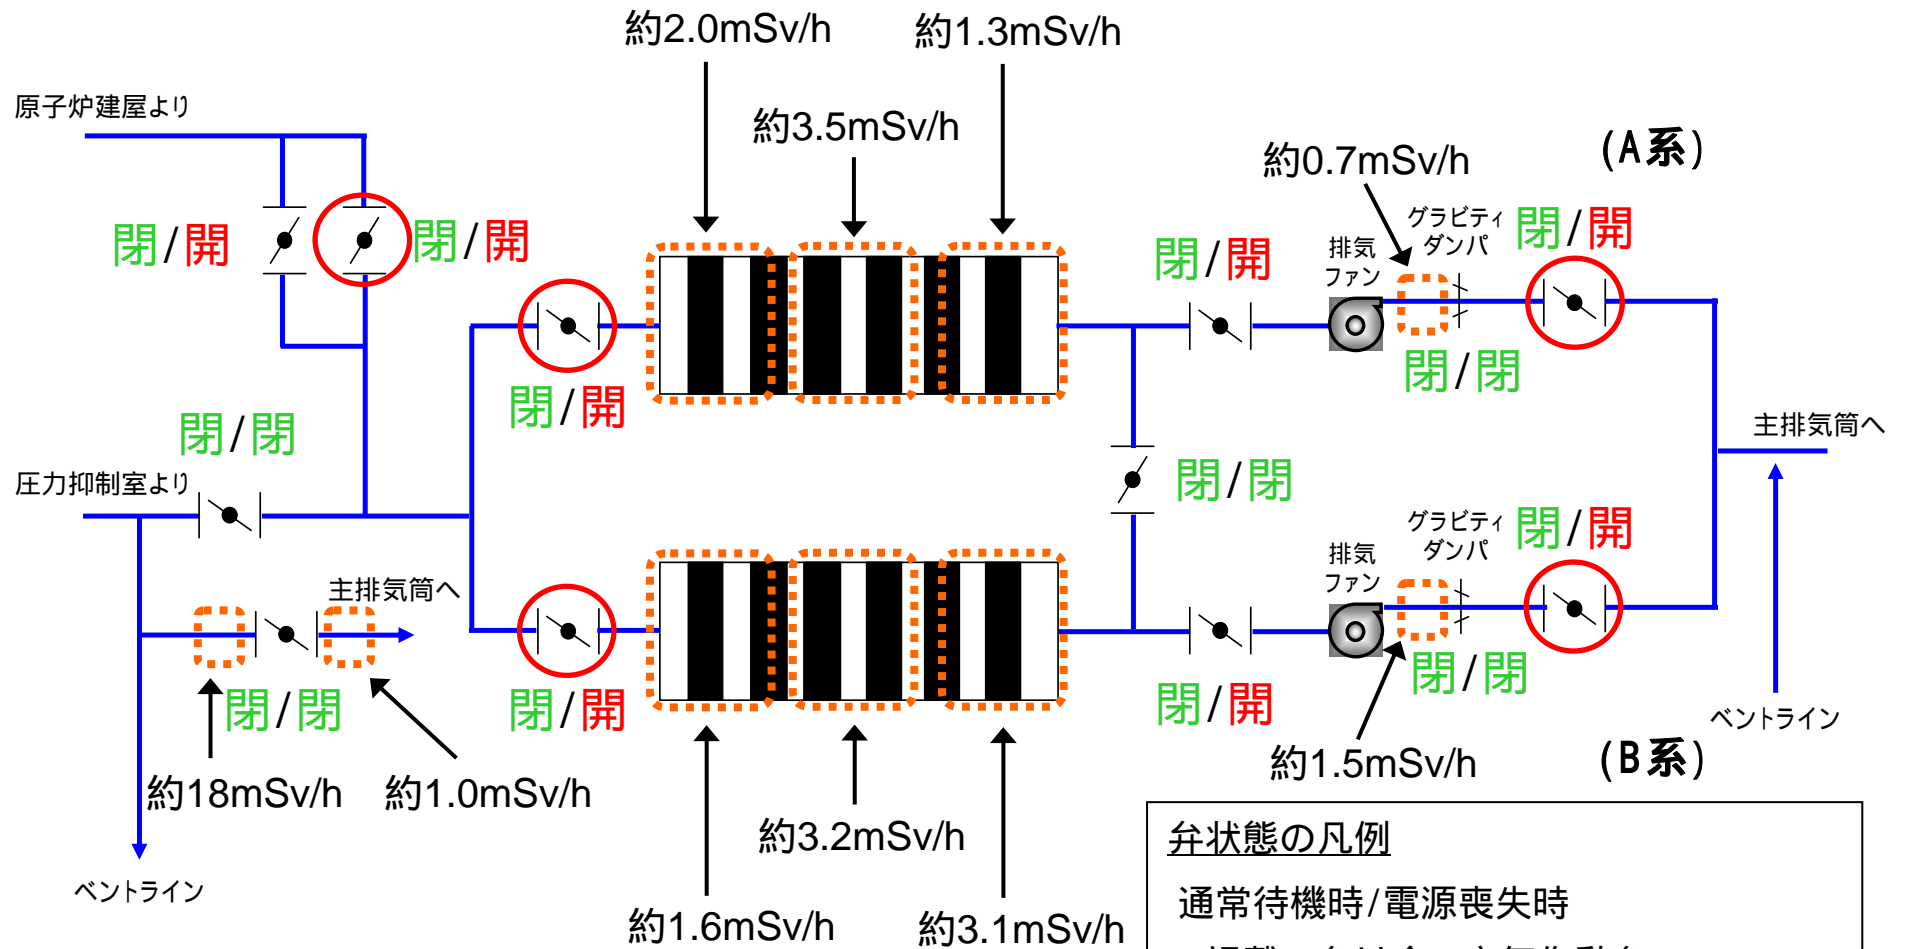 約2.0mSv/h
約1.3mSv/h
約3.5mSv/h
原子炉建屋より
約0.7mSv/h
(A系)
閉/開
閉/開
グラビティ
ダンパ
閉/開
排気
ファン
閉/開
閉/閉
閉/開
閉/閉
主排気筒へ
圧力抑制室より
閉/閉
グラビティ
ダンパ
閉/開
排気
ファン
主排気筒へ
閉/閉
閉/開
閉/閉
閉/開
ベントライン
約1.5mSv/h
(B系)
約18mSv/h
約1.0mSv/h
約3.2mSv/h
ベントライン
約1.6mSv/h
約3.1mSv/h
弁状態の凡例
通常待機時/電源喪失時